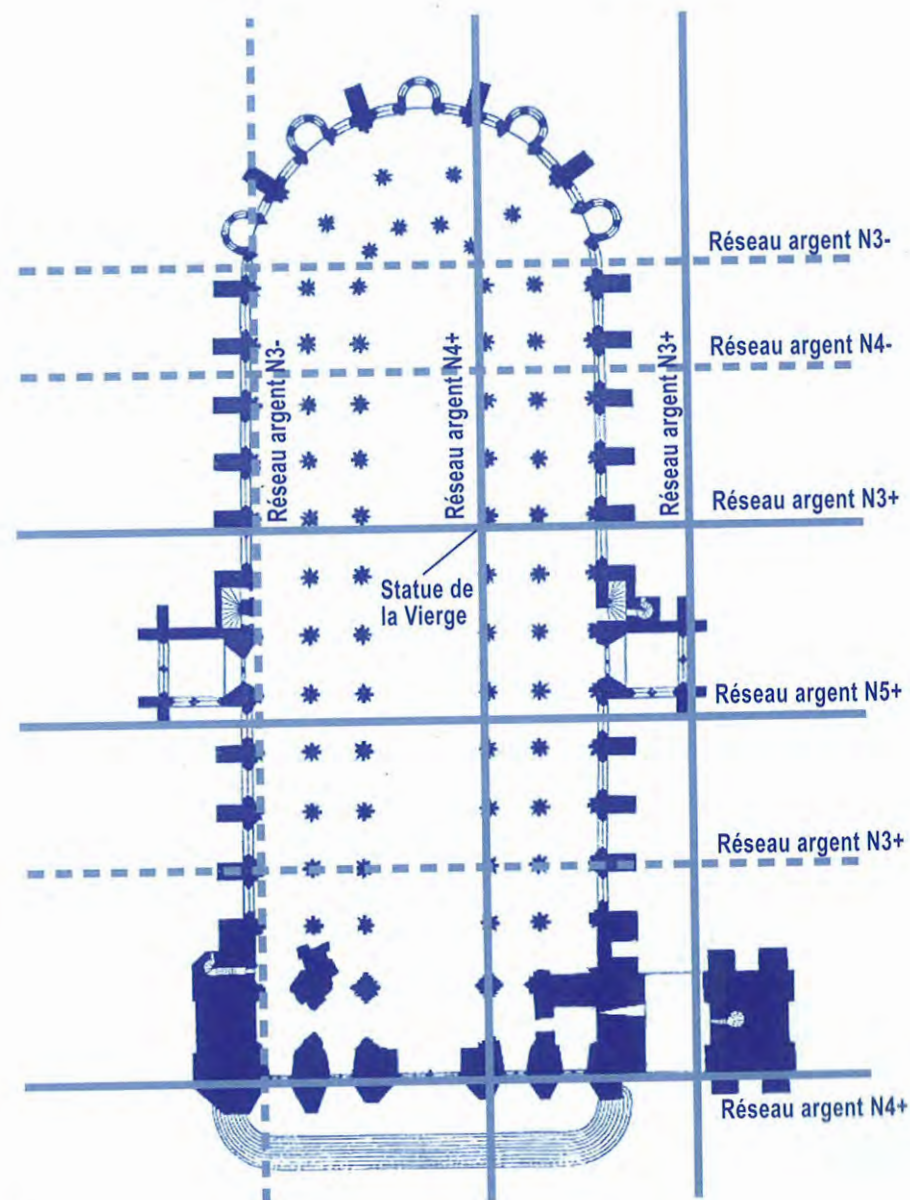 Réseau argent N3-
Réseau argent N4-
Réseau argent N3-
Réseau argent N4+
Réseau argent N3+
Réseau argent N3+
Statue de
la Vierge
Réseau argent N5+
Réseau argent N3+
Réseau argent N4+